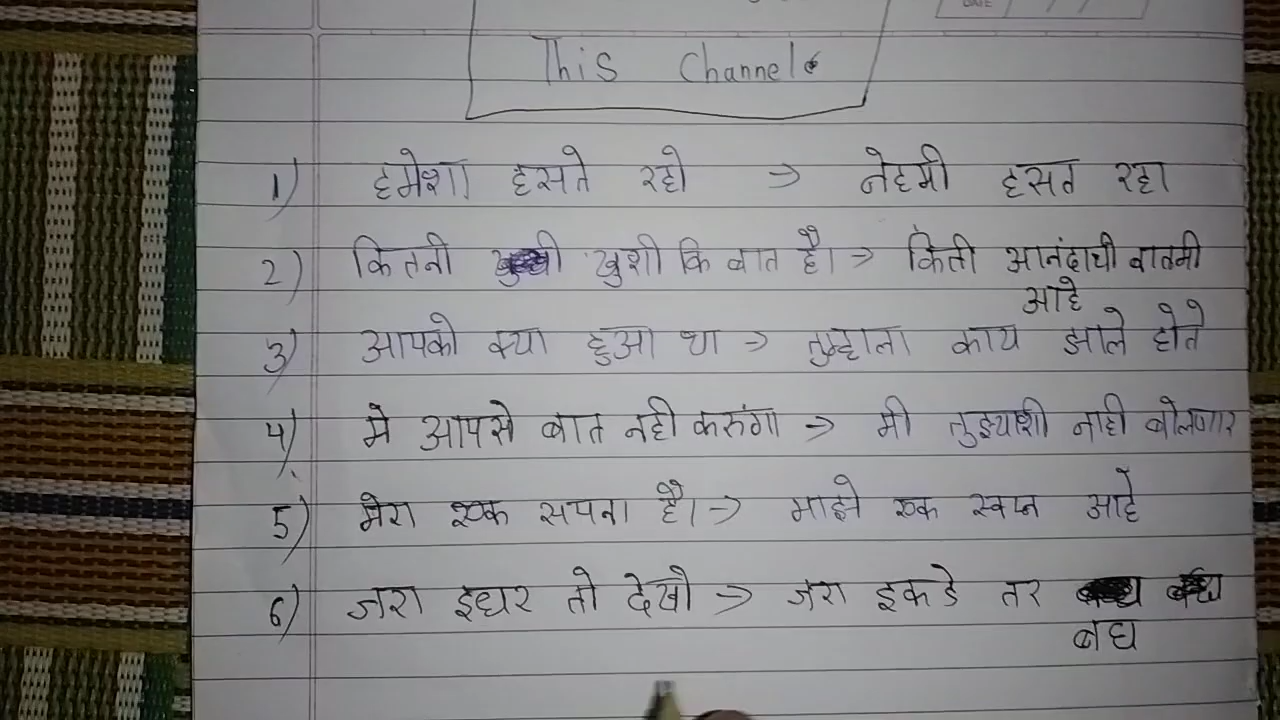 DATE
This Channel
1) हमेशा हसते रहो → नेहमी हसत रहा
2) कितनी खुशी कि बात है। → किती आनंदाची बातमी
आहे
3) आपको क्या हुआ था → तुम्हाला काय झाले होते
4) मे आपसे बात नही करुंगा → मी तुझ्याशी नाही बोलणार
5) मेरा एक सपना है। → माझे एक स्वप्न आहे
6) जरा इधर तो देखो → जरा इकडे तर
बघ